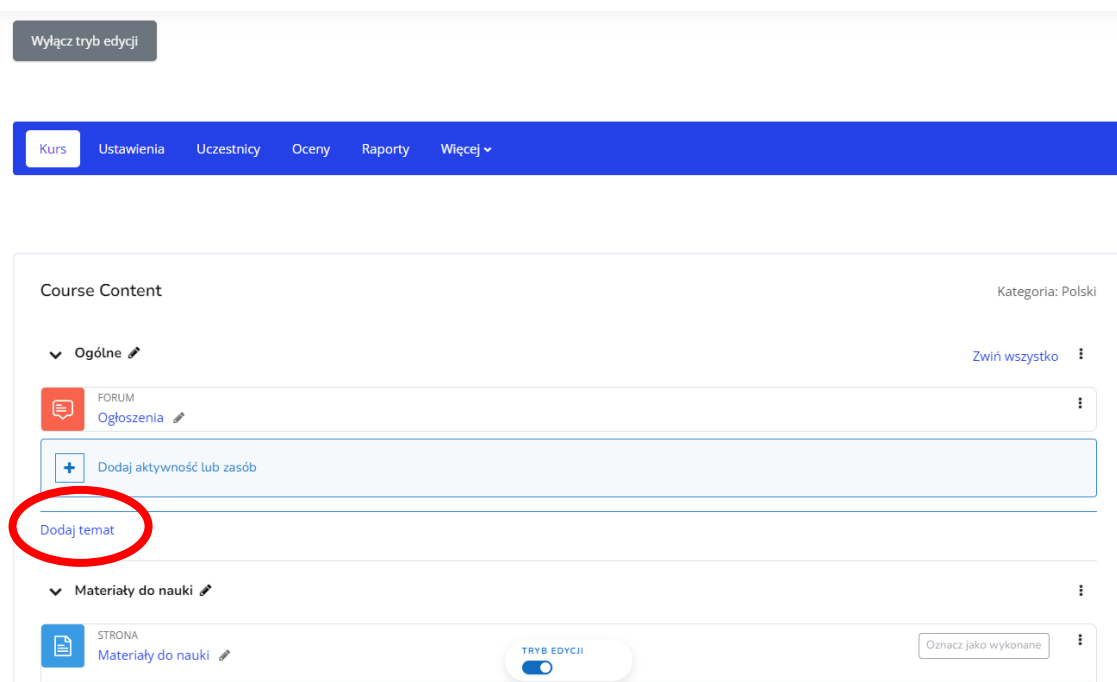 Wyłącz tryb edycji
Kurs Ustawienia Uczestnicy Oceny Raporty Więcej
Course Content Kategoria: Polski
Ogólne Zwiń wszystko
FORUM
Ogłoszenia
Dodaj aktywność lub zasób
Dodaj temat
Materiały do nauki
STRONA
Materiały do nauki Oznacz jako wykonane
TRYB EDYCJI